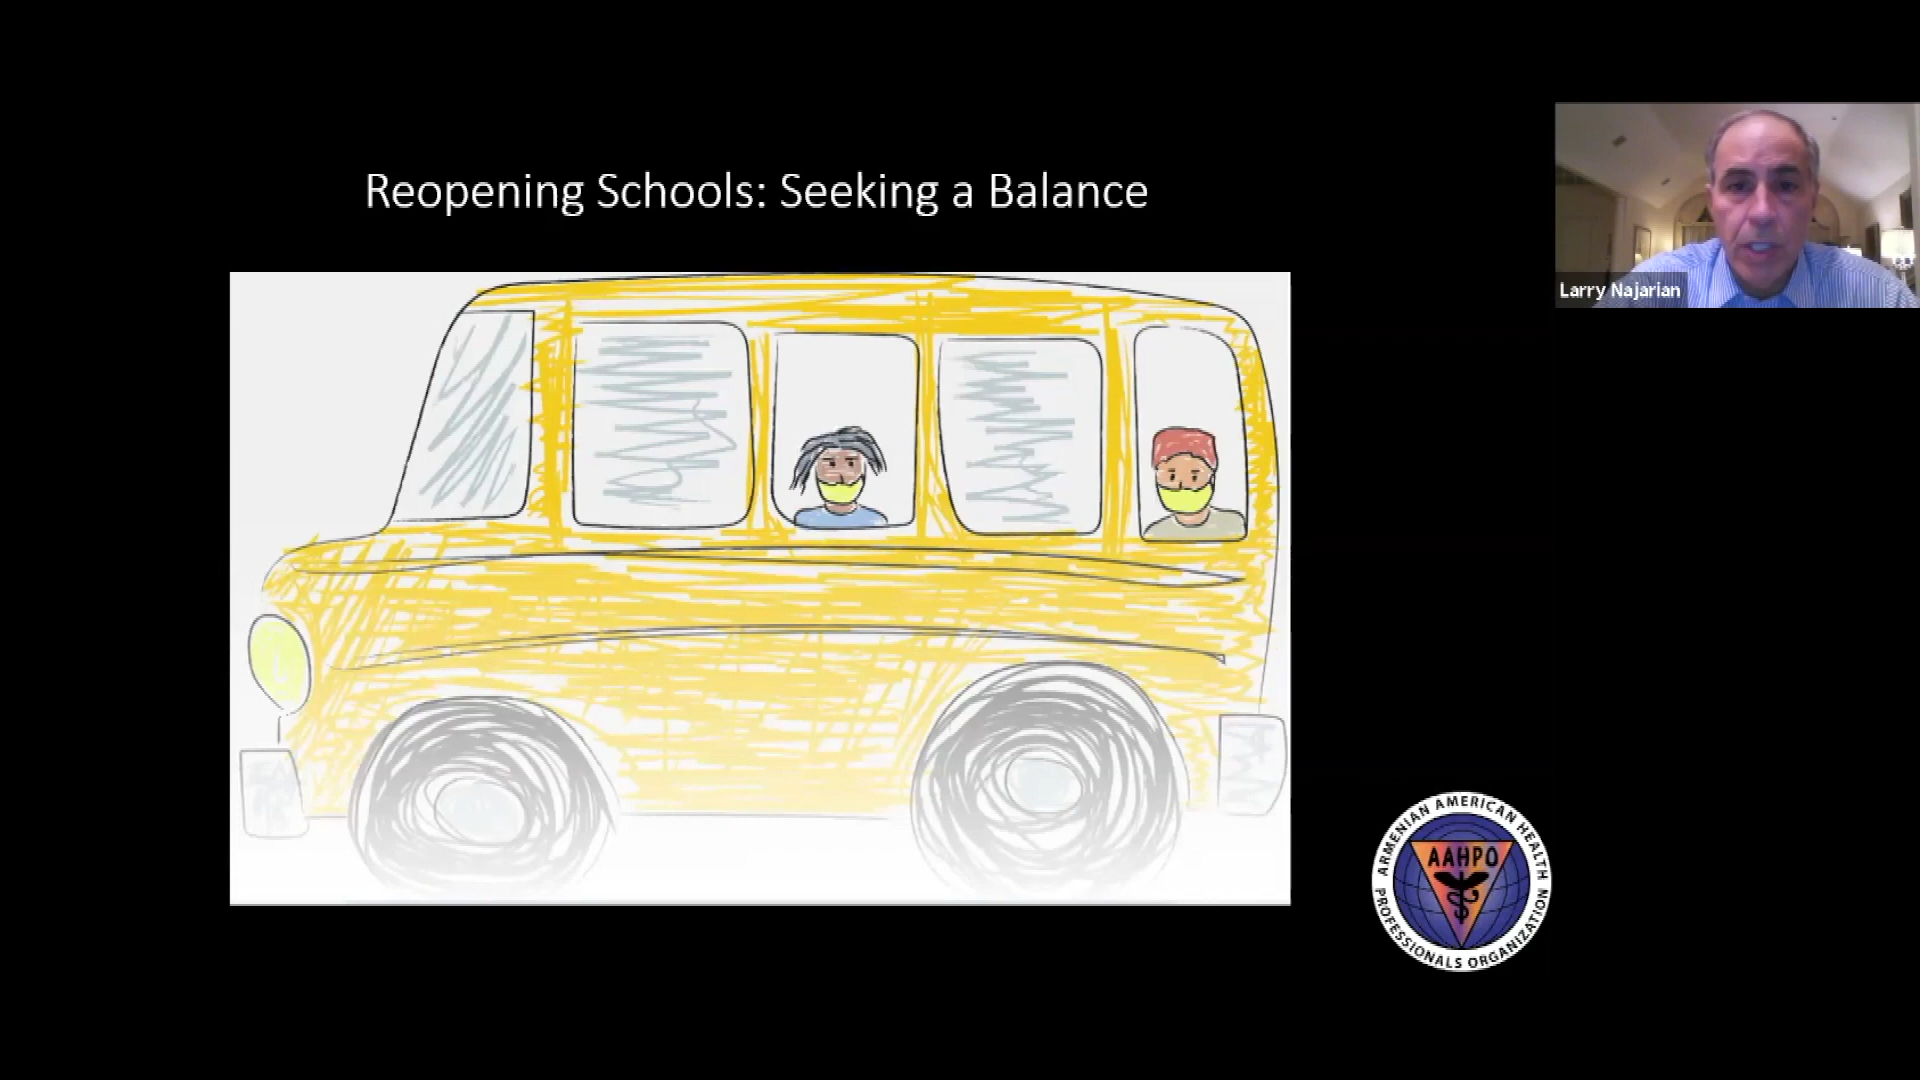 Reopening Schools: Seeking a Balance
Larry Najarian
ARMENIAN AMERICAN HEALTH
AAHPO
PROFESSIONALS ORGANIZATION